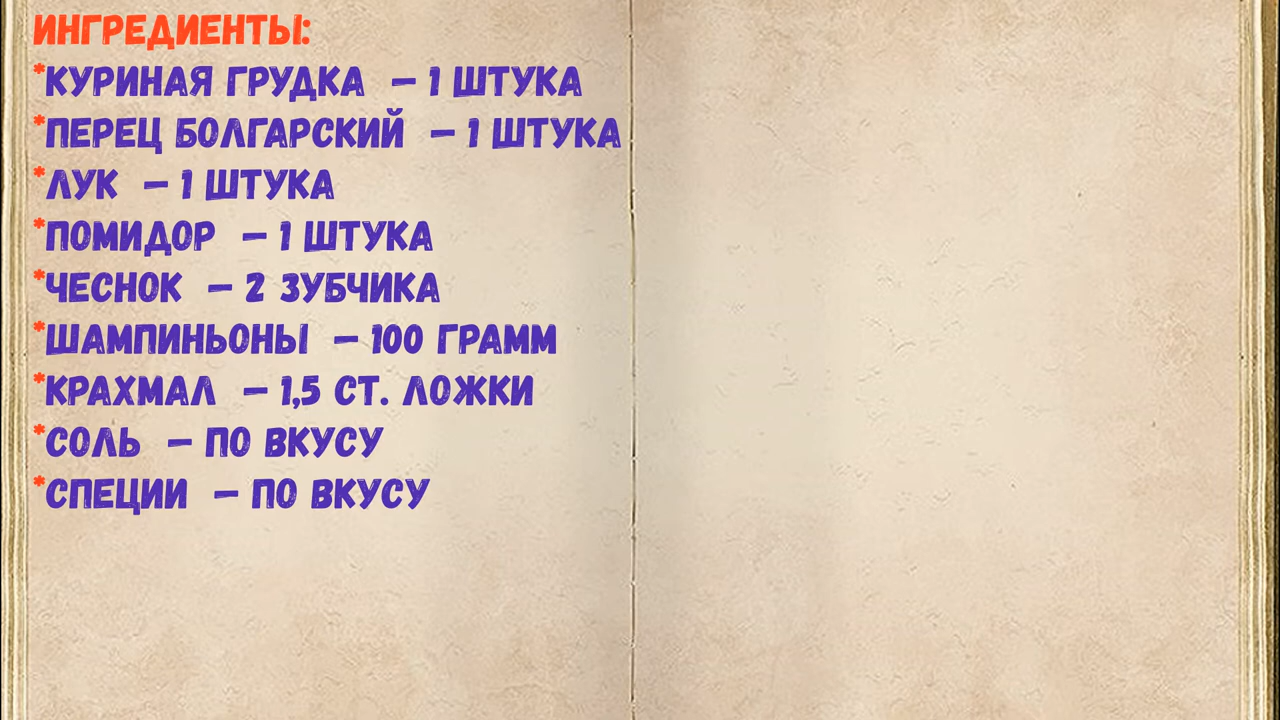 ИНГРЕДИЕНТЫ:
*КУРИНАЯ ГРУДКА – 1 ШТУКА
*ПЕРЕЦ БОЛГАРСКИЙ – 1 ШТУКА
*ЛУК – 1 ШТУКА
*ПОМИДОР – 1 ШТУКА
*ЧЕСНОК – 2 ЗУБЧИКА
*ШАМПИНЬОНЫ – 100 ГРАММ
*КРАХМАЛ – 1,5 СТ. ЛОЖКИ
*СОЛЬ – ПО ВКУСУ
*СПЕЦИИ – ПО ВКУСУ